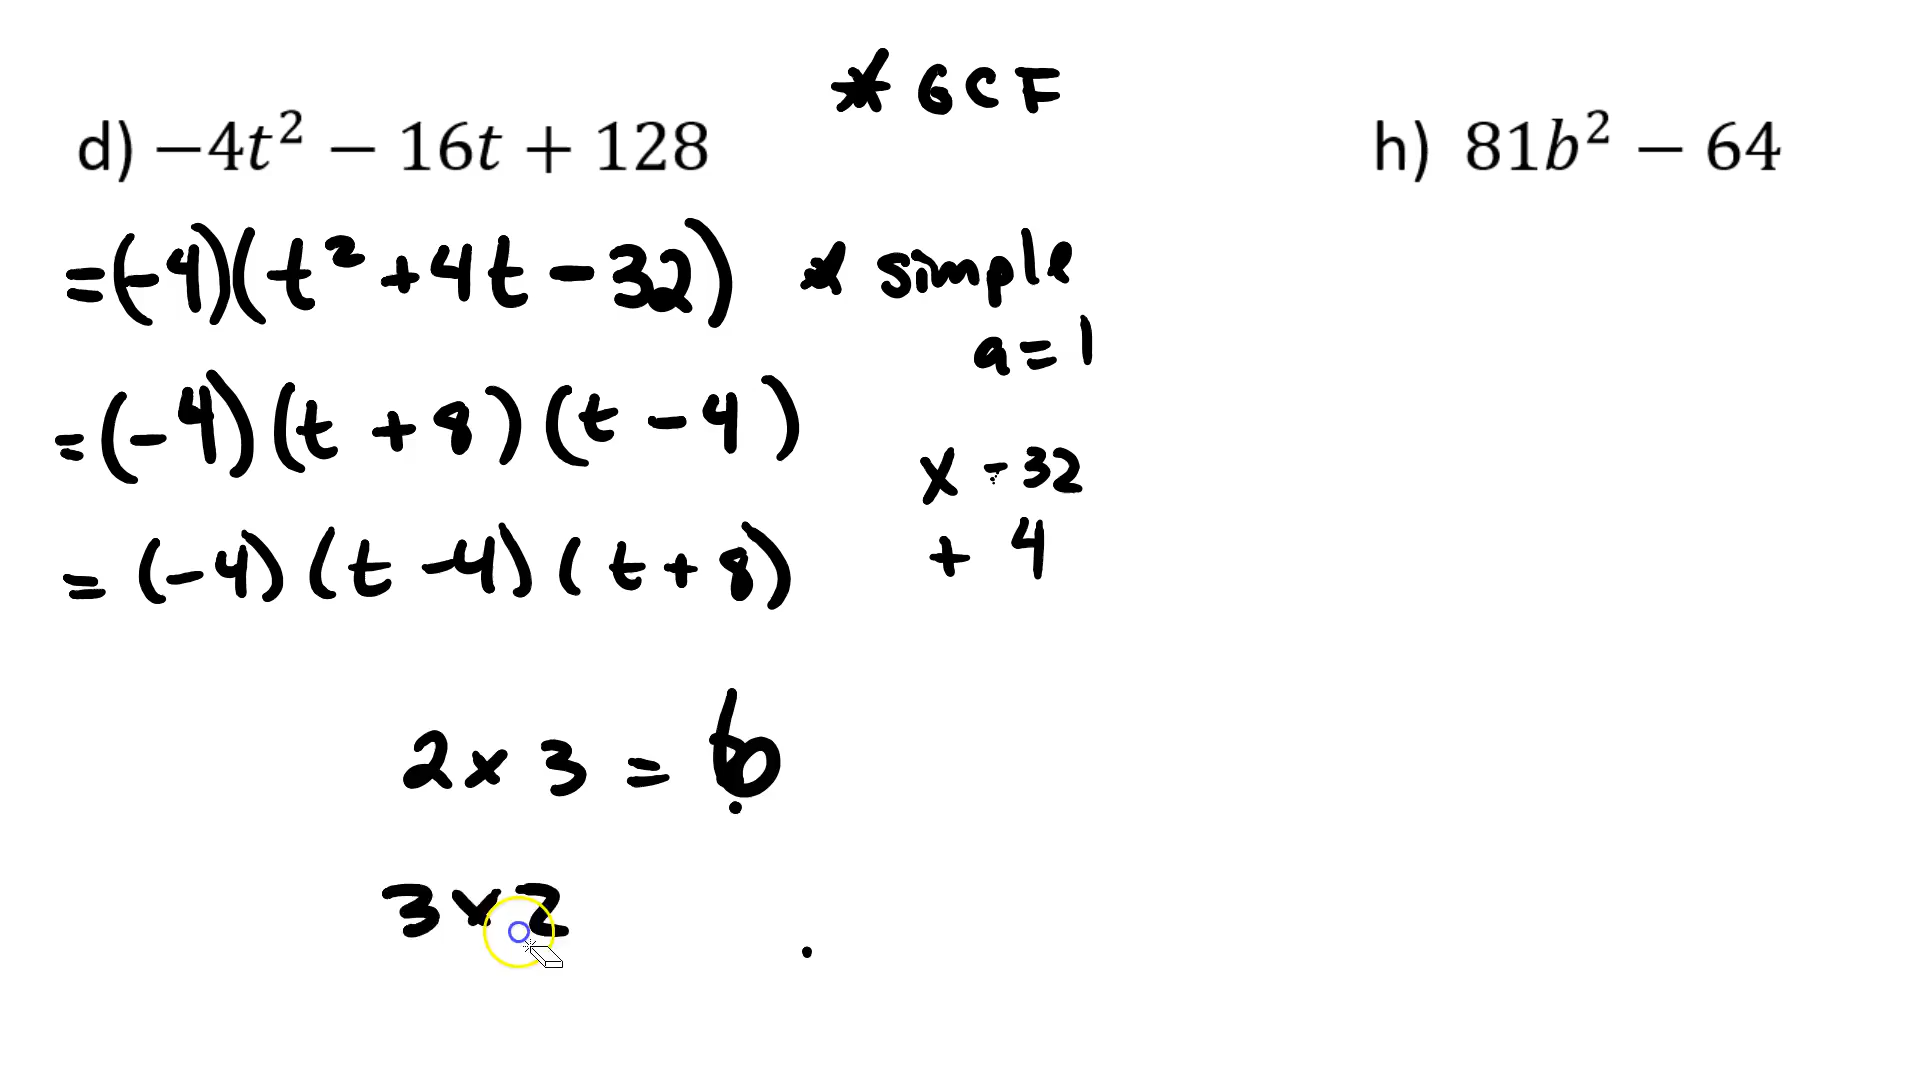 * GCF
d) −4t² − 16t + 128
=(-4)(t² + 4t - 32) * simple
a = 1
= (-4) (t + 8) (t - 4)
x -32
+ 4
= (-4) (t - 4) (t + 8)
2 x 3 = 6
3 x 2
h) 81b² − 64